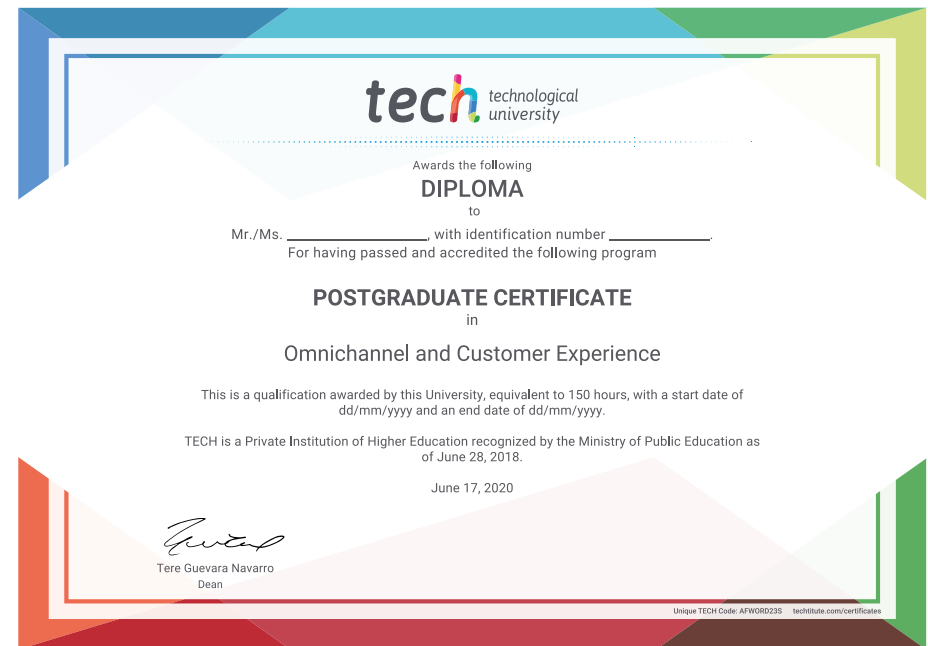 tech technological
university
Awards the following
DIPLOMA
to
Mr./Ms. ____________________, with identification number ______________.
For having passed and accredited the following program
POSTGRADUATE CERTIFICATE
in
Omnichannel and Customer Experience
This is a qualification awarded by this University, equivalent to 150 hours, with a start date of
dd/mm/yyyy and an end date of dd/mm/yyyy.
TECH is a Private Institution of Higher Education recognized by the Ministry of Public Education as
of June 28, 2018.
June 17, 2020
Tere Guevara Navarro
Dean
Unique TECH Code: AFWORD23S techtitute.com/certificates